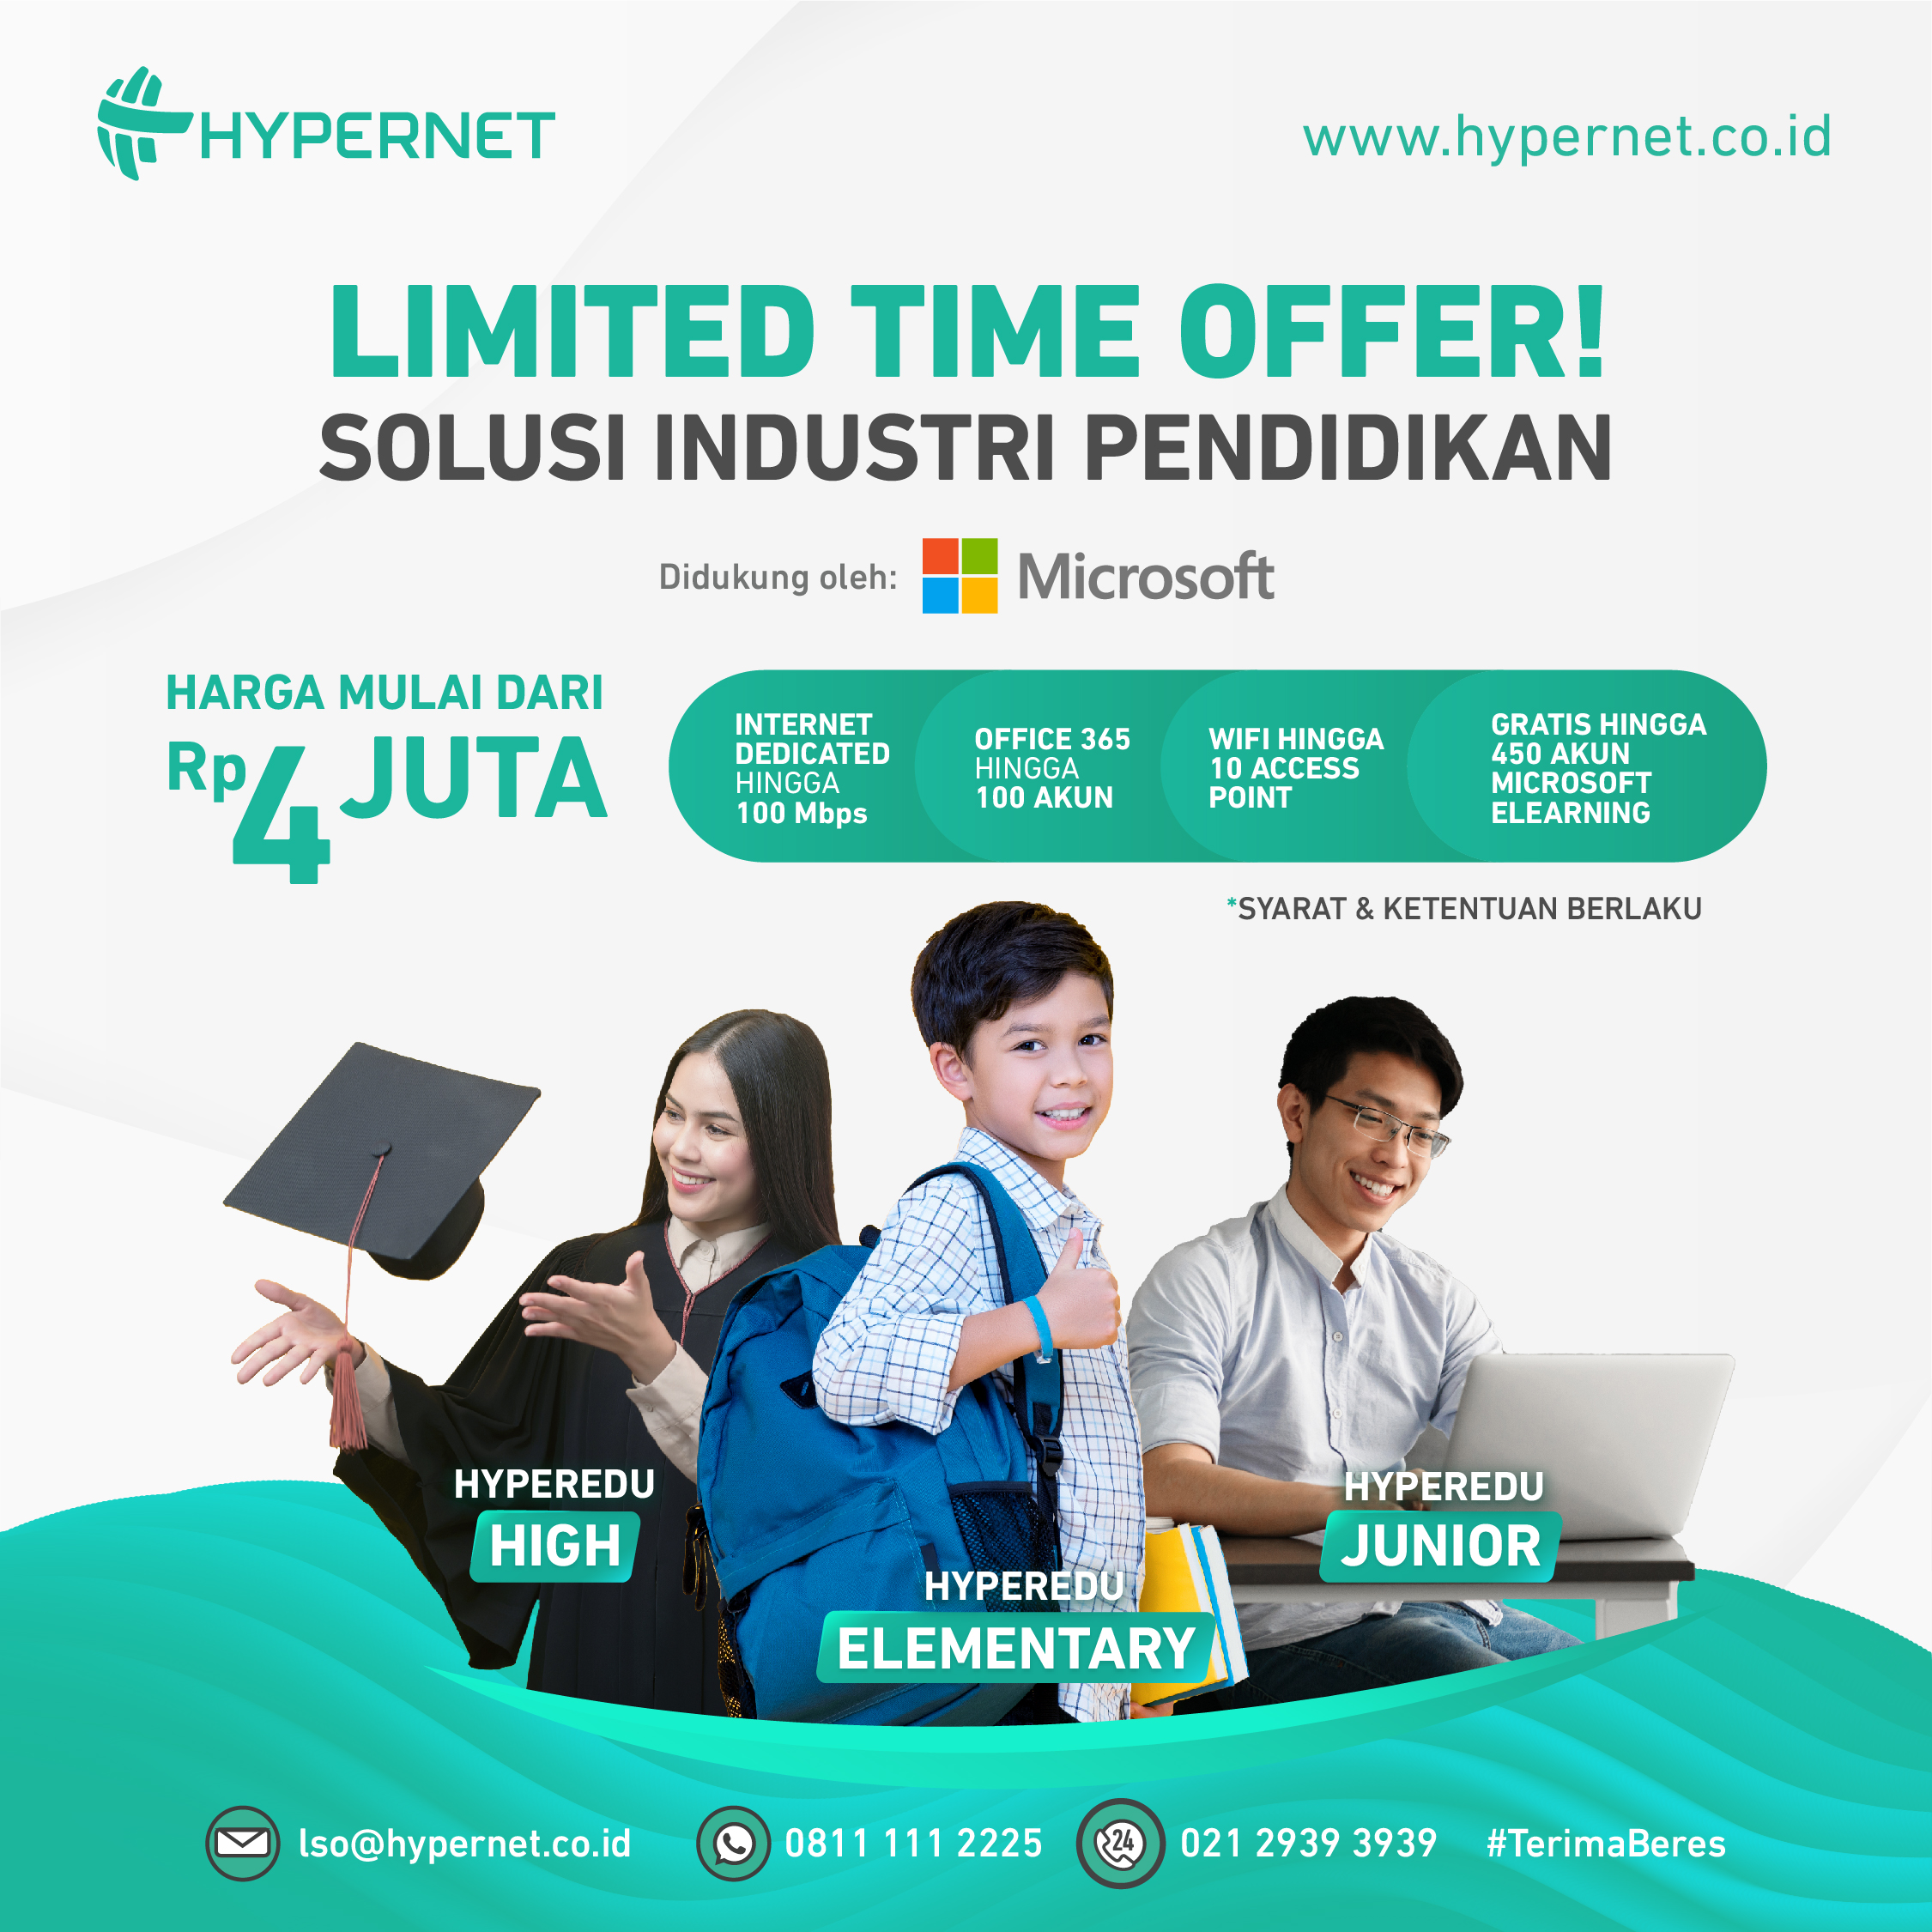 HYPERNET
www.hypernet.co.id
LIMITED TIME OFFER!
SOLUSI INDUSTRI PENDIDIKAN
Didukung oleh: Microsoft
HARGA MULAI DARI
Rp4 JUTA
INTERNET
DEDICATED
HINGGA
100 Mbps
OFFICE 365
HINGGA
100 AKUN
WIFI HINGGA
10 ACCESS
POINT
GRATIS HINGGA
450 AKUN
MICROSOFT
ELEARNING
*SYARAT & KETENTUAN BERLAKU
HYPEREDU
HIGH
HYPEREDU
ELEMENTARY
HYPEREDU
JUNIOR
lso@hypernet.co.id
0811 111 2225
24
021 2939 3939
#TerimaBeres